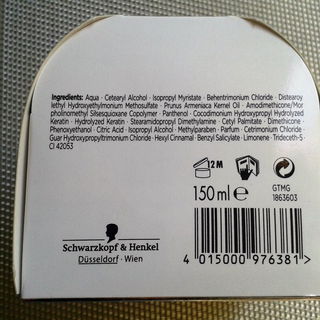 Ingredients: Aqua · Cetearyl Alcohol · Isopropyl Myristate · Behentrimonium Chloride · Distearoy
lethyl Hydroxyethylmonium Methosulfate · Prunus Armeniaca Kernel Oil · Amodimethicone/Mor
pholinomethyl Silsesquioxane Copolymer · Panthenol · Cocodimonium Hydroxypropyl Hydrolyzed
Keratin · Hydrolyzed Keratin · Stearamidopropyl Dimethylamine · Cetyl Palmitate · Dimethicone ·
Phenoxyethanol · Citric Acid · Isopropyl Alcohol · Methylparaben · Parfum · Cetrimonium Chloride ·
Guar Hydroxypropyltrimonium Chloride · Hexyl Cinnamal · Benzyl Salicylate · Limonene · Trideceth-5 ·
CI 42053
12M
150 ml e
GTMG
1863603
Schwarzkopf & Henkel
Düsseldorf · Wien
4 015000 976381 >